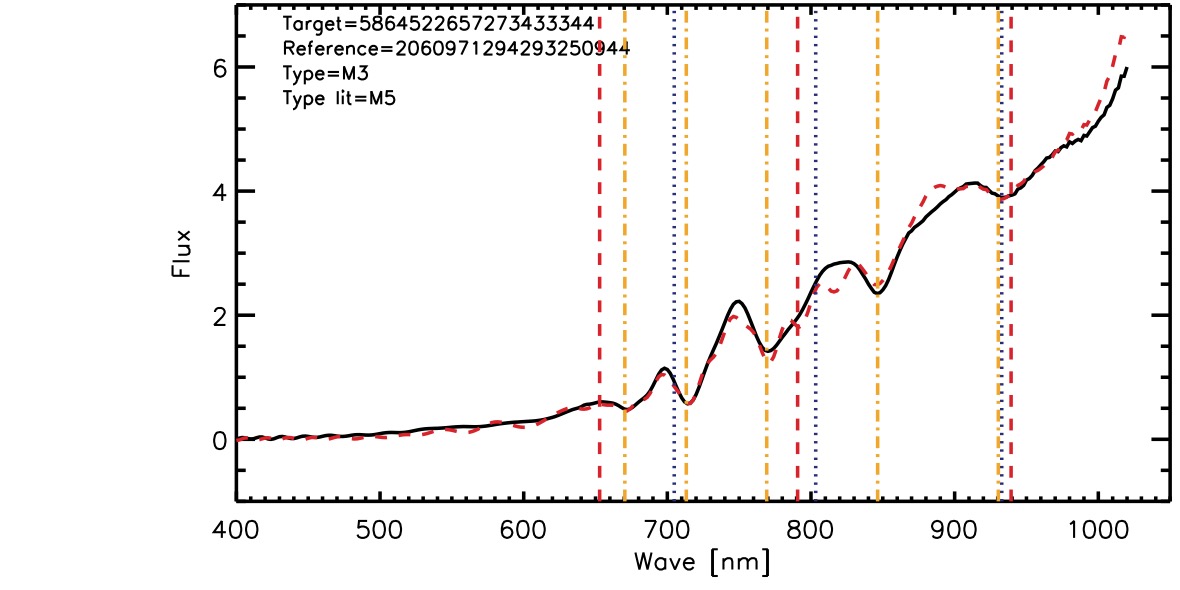 Target=5864522657273433344
Reference=2060971294293250944
Type=M3
Type lit=M5
6
4
2
0
Flux
400 500 600 700 800 900 1000
Wave [nm]